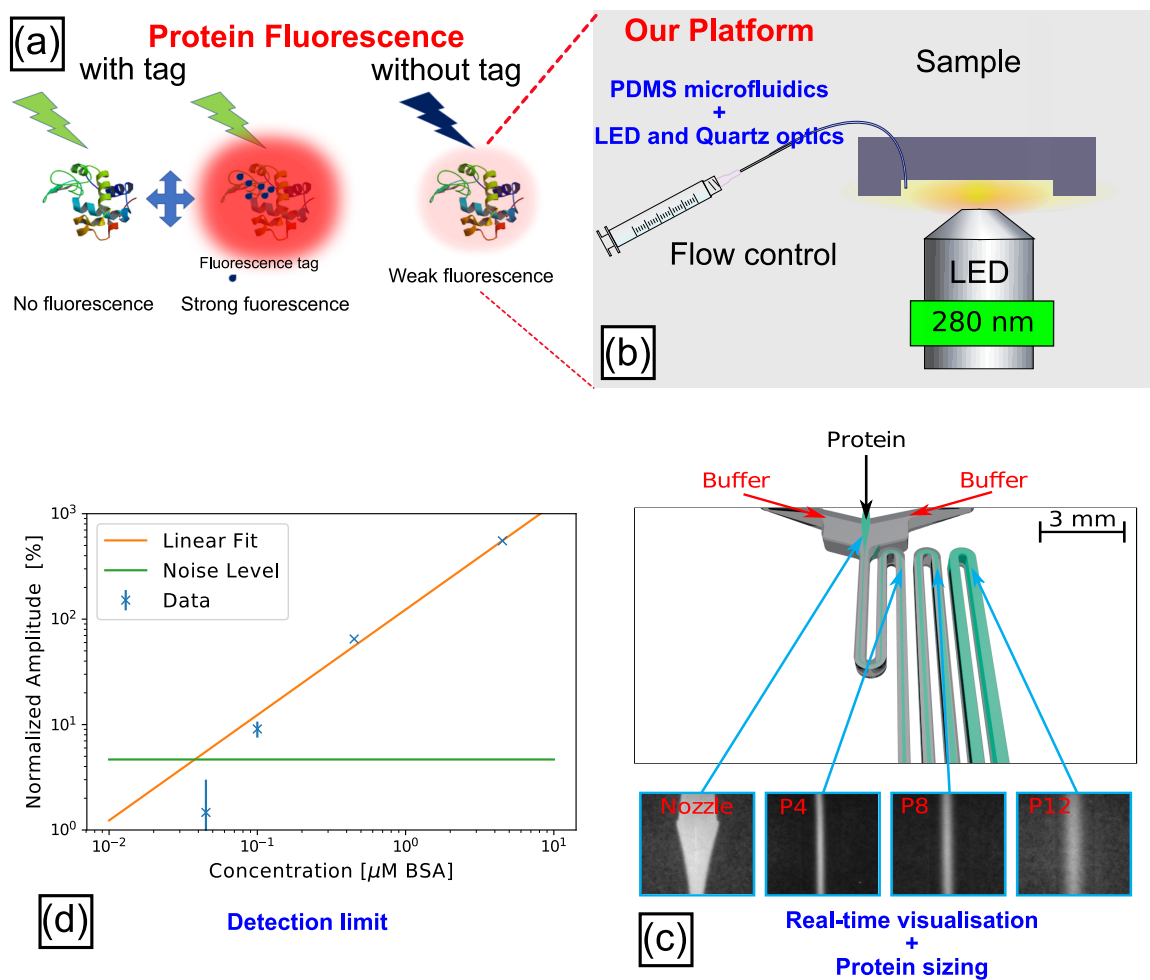 (a)
Protein Fluorescence
with tag
without tag
Fluorescence tag
No fluorescence
Strong fuorescence
Weak fluorescence
Our Platform
PDMS microfluidics
+
LED and Quartz optics
Sample
Flow control
LED
280 nm
(b)
Protein
Buffer
Buffer
3 mm
Nozzle
P4
P8
P12
(c)
Real-time visualisation
+
Protein sizing
Normalized Amplitude [%]
10³
10²
10¹
10⁰
Linear Fit
Noise Level
Data
10⁻²
10⁻¹
10⁰
10¹
Concentration [μM BSA]
(d)
Detection limit